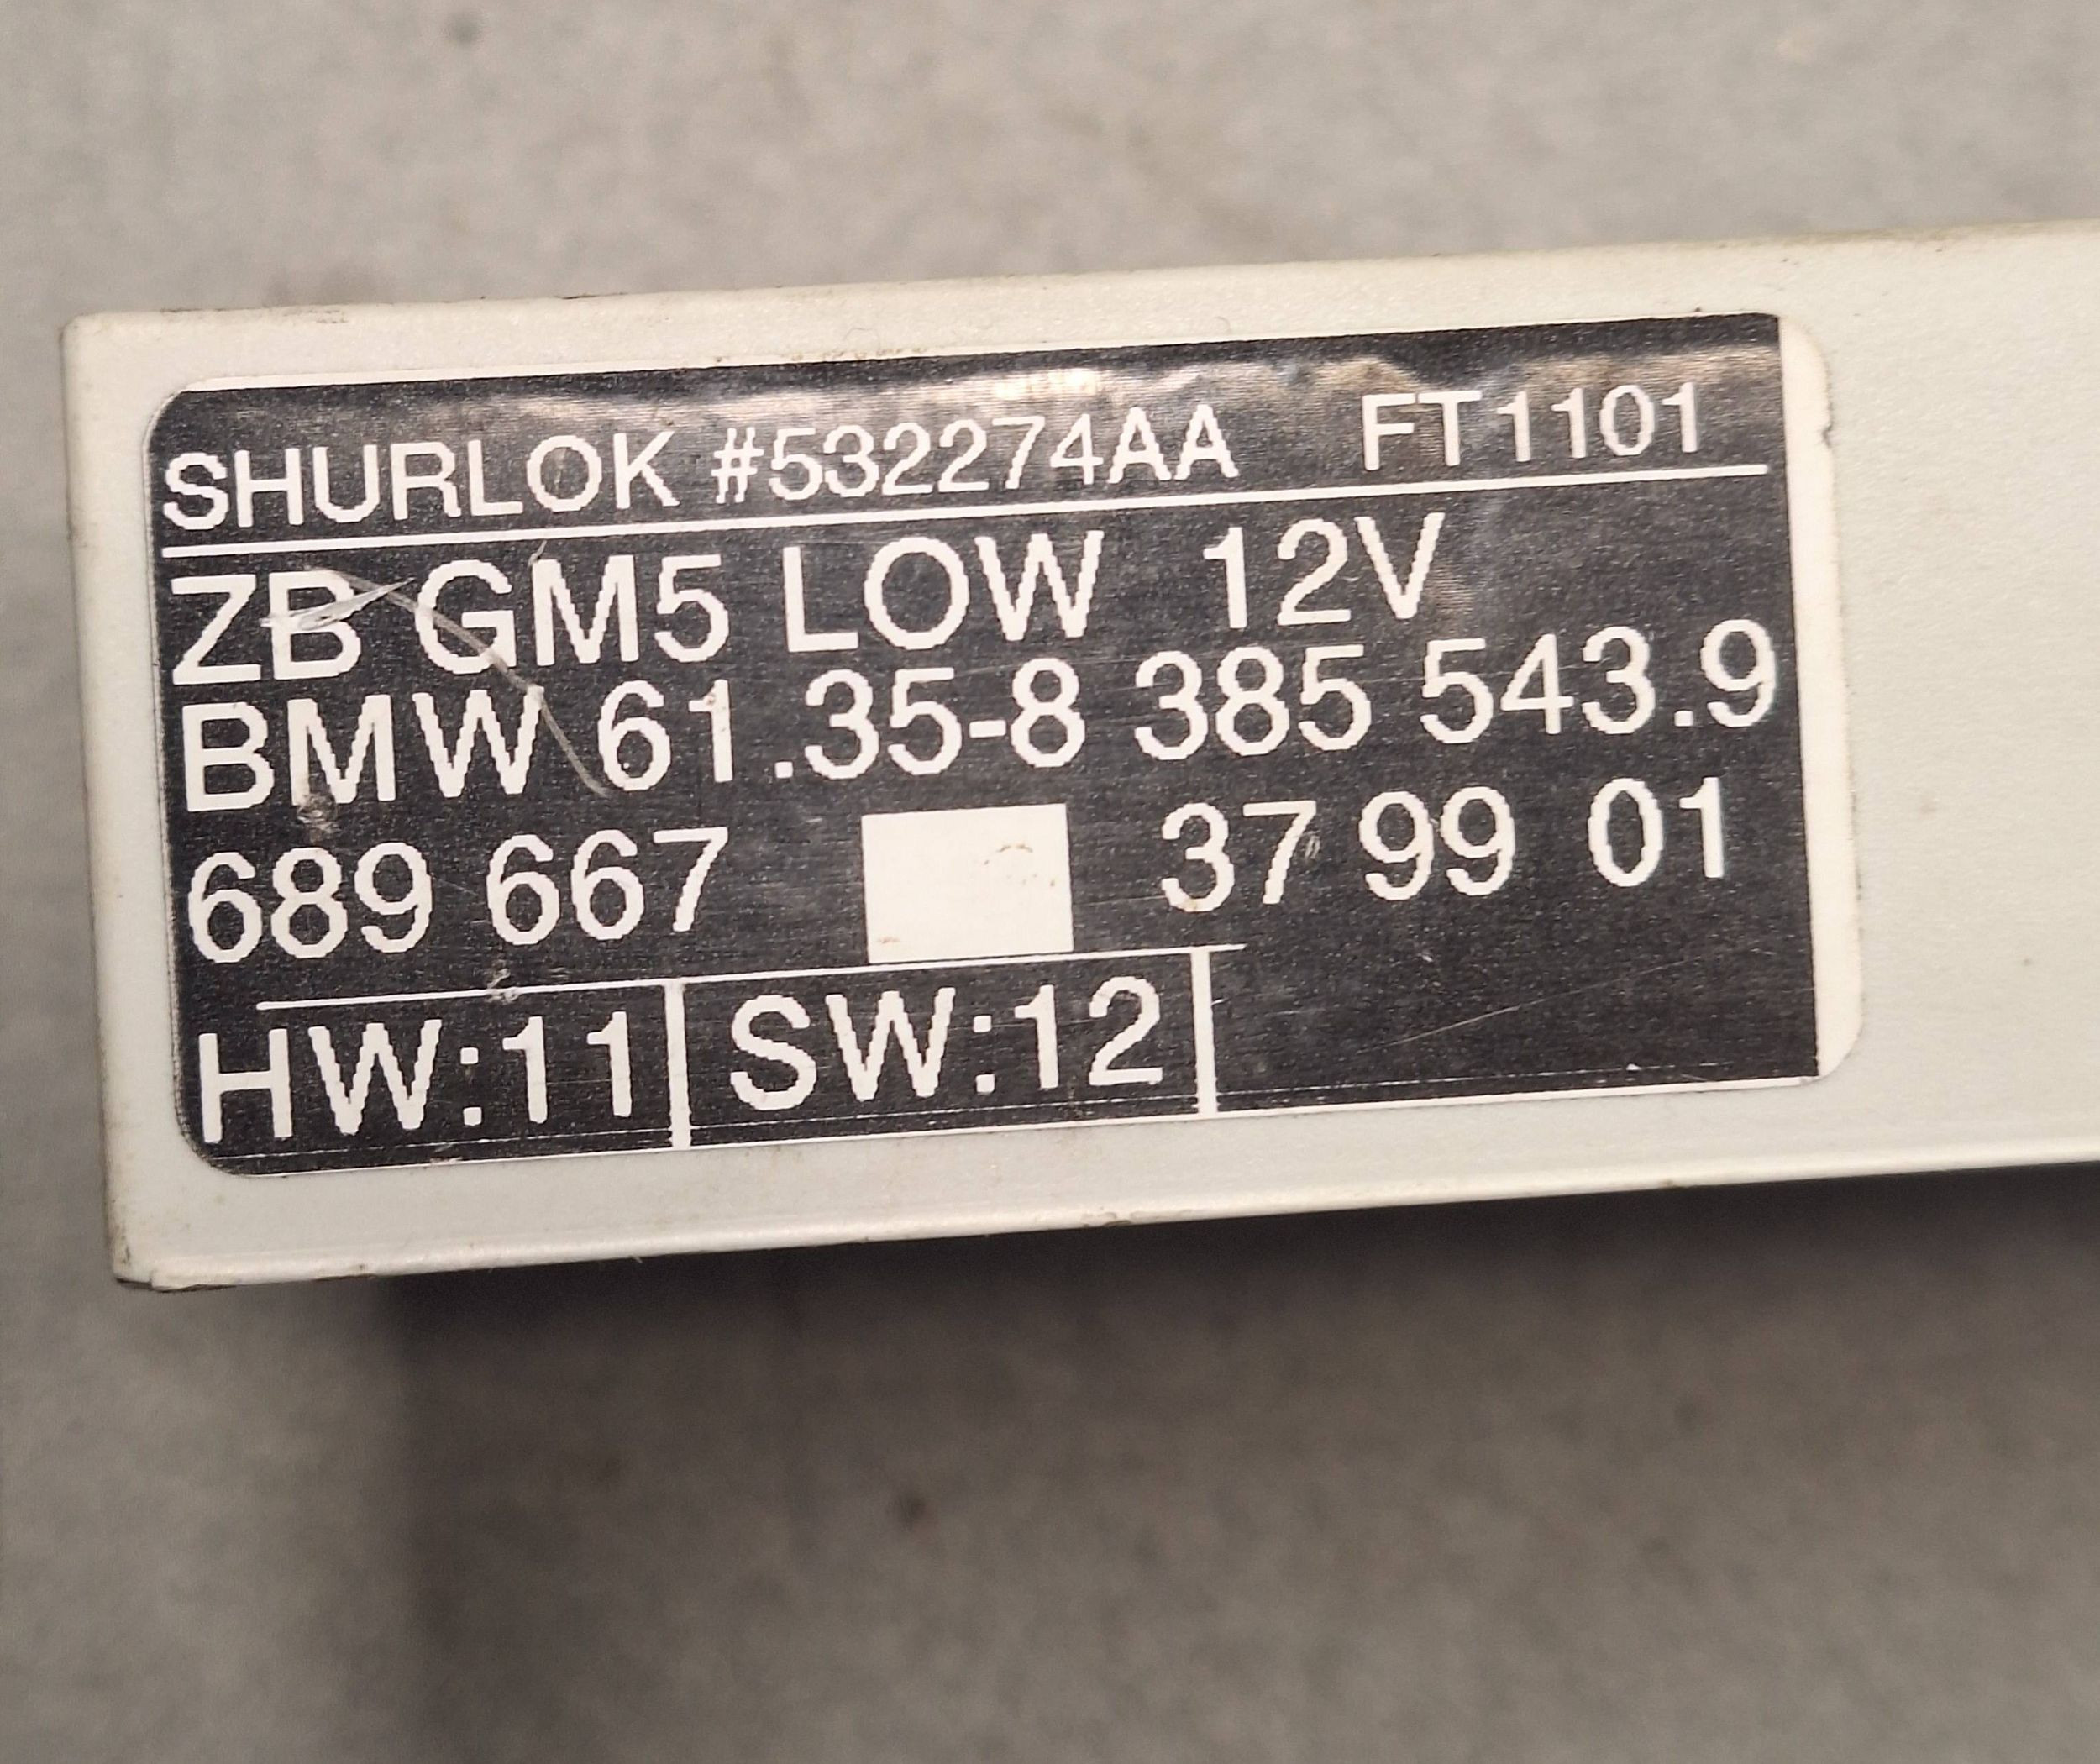 SHURLOK #532274AA FT1101
ZB GM5 LOW 12V
BMW 61.35-8 385 543.9
689 667 37 99 01
HW:11 SW:12